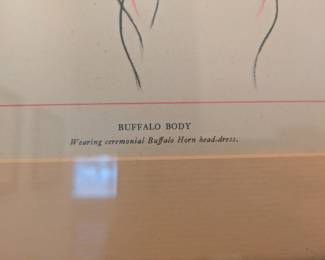 BUFFALO BODY
Wearing ceremonial Buffalo Horn head-dress.